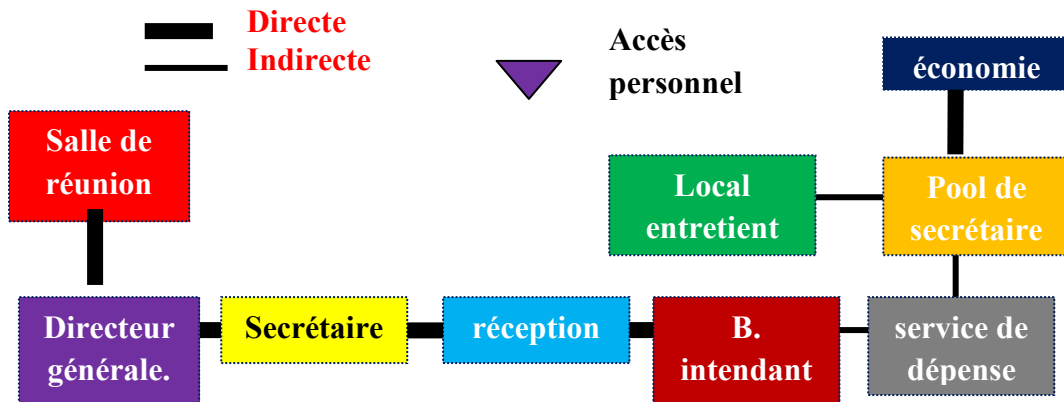 Directe
Indirecte
Accès
personnel
économie
Salle de
réunion
Local
entretient
Pool de
secrétaire
Directeur
générale.
Secrétaire
réception
B.
intendant
service de
dépense